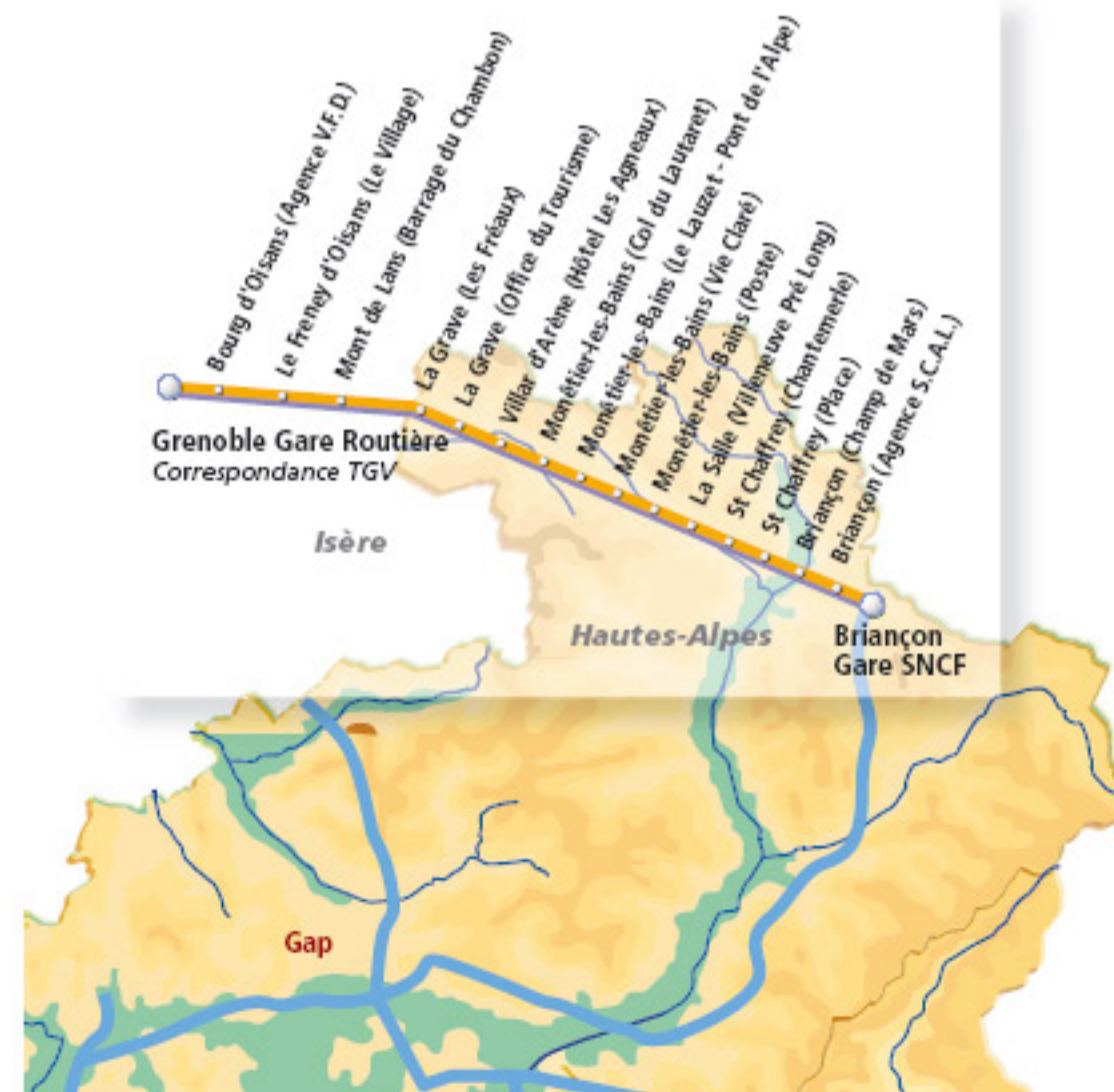 Bourg d'Oisans (Agence V.F.D.)
Le Freney d'Oisans (Le Village)
Mont de Lans (Barrage du Chambon)
La Grave (Les Fréaux)
La Grave (Office du Tourisme)
Villar d'Arène (Hôtel Les Agneaux)
Monêtier-les-Bains (Col du Lautaret)
Monêtier-les-Bains (Le Lauzet - Pont de l'Alpe)
Monêtier-les-Bains (Vie Claré)
Monêtier-les-Bains (Poste)
La Salle (Villeneuve Pré Long)
St Chaffrey (Chantemerle)
St Chaffrey (Place)
Briançon (Champ de Mars)
Briançon (Agence S.C.A.L.)
Grenoble Gare Routière
Correspondance TGV
Isère
Hautes-Alpes
Briançon
Gare SNCF
Gap